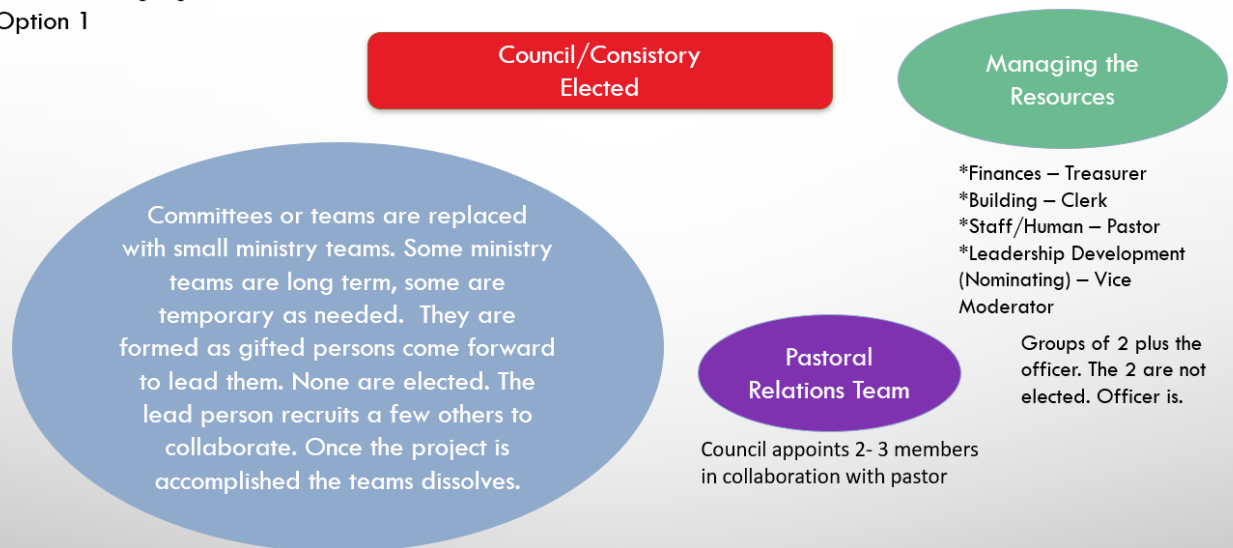 Option 1
Council/Consistory
Elected
Managing the
Resources
*Finances – Treasurer
*Building – Clerk
*Staff/Human – Pastor
*Leadership Development
(Nominating) – Vice
Moderator
Groups of 2 plus the
officer. The 2 are not
elected. Officer is.
Committees or teams are replaced
with small ministry teams. Some ministry
teams are long term, some are
temporary as needed.  They are
formed as gifted persons come forward
to lead them. None are elected. The
lead person recruits a few others to
collaborate. Once the project is
accomplished the teams dissolves.
Pastoral
Relations Team
Council appoints 2- 3 members
in collaboration with pastor